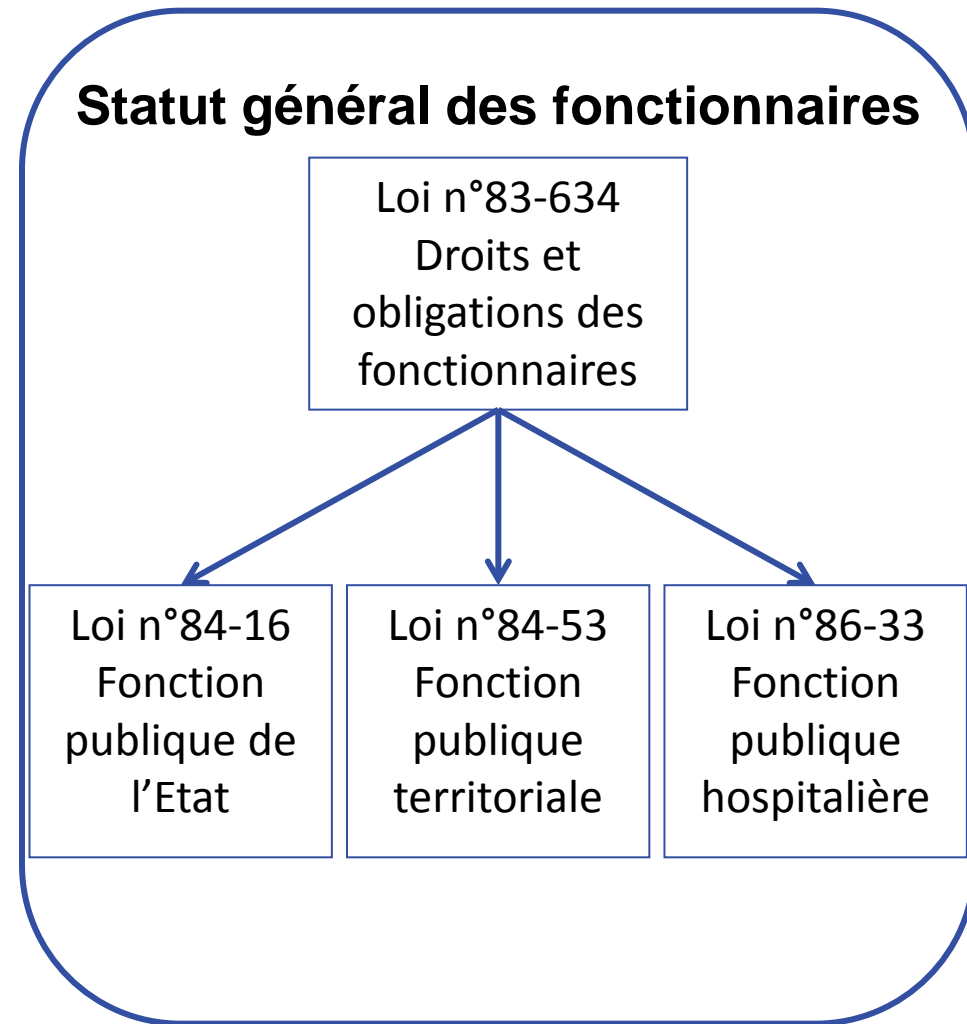 Statut général des fonctionnaires
Loi n°83-634
Droits et
obligations des
fonctionnaires
Loi n°84-16
Fonction
publique de
l’Etat
Loi n°84-53
Fonction
publique
territoriale
Loi n°86-33
Fonction
publique
hospitalière